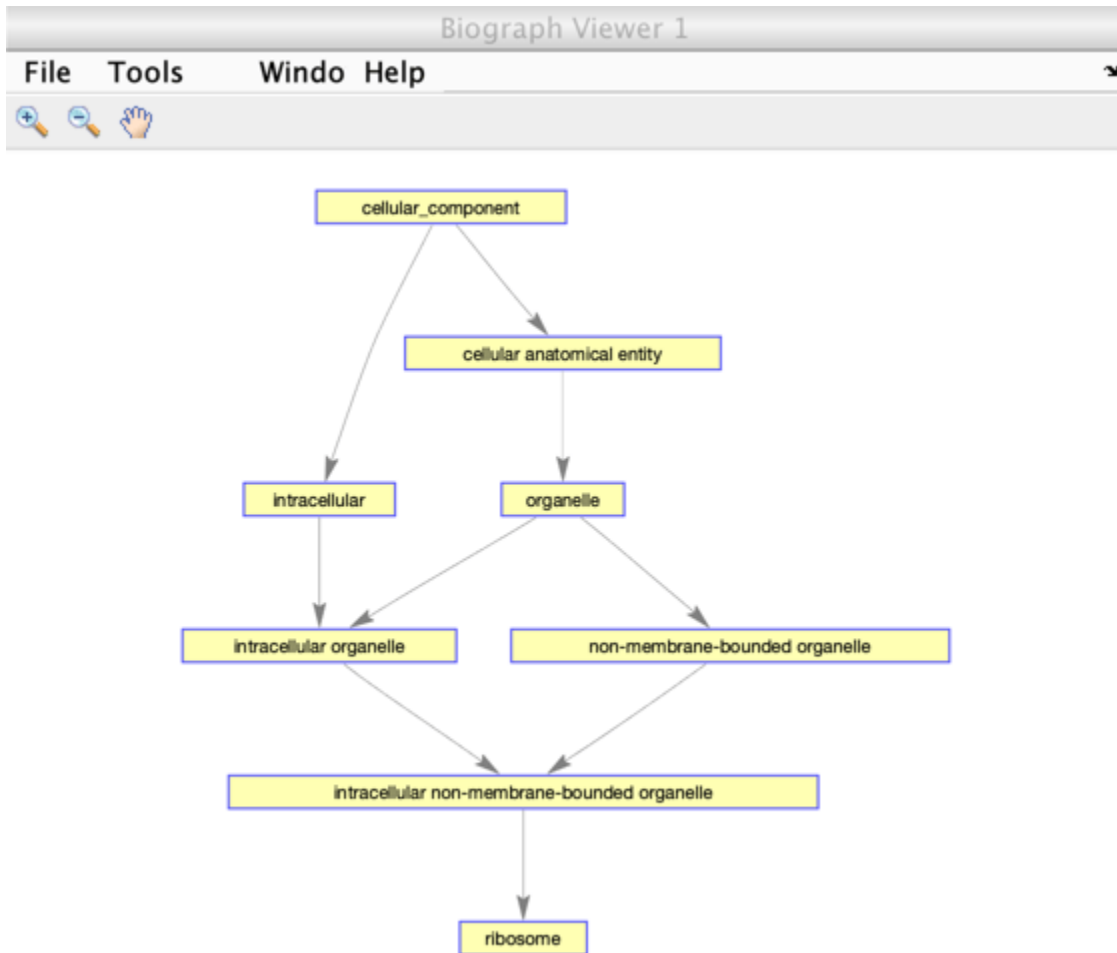 Biograph Viewer 1
File Tools Windo Help
cellular_component
cellular anatomical entity
intracellular organelle
intracellular organelle non-membrane-bounded organelle
intracellular non-membrane-bounded organelle
ribosome